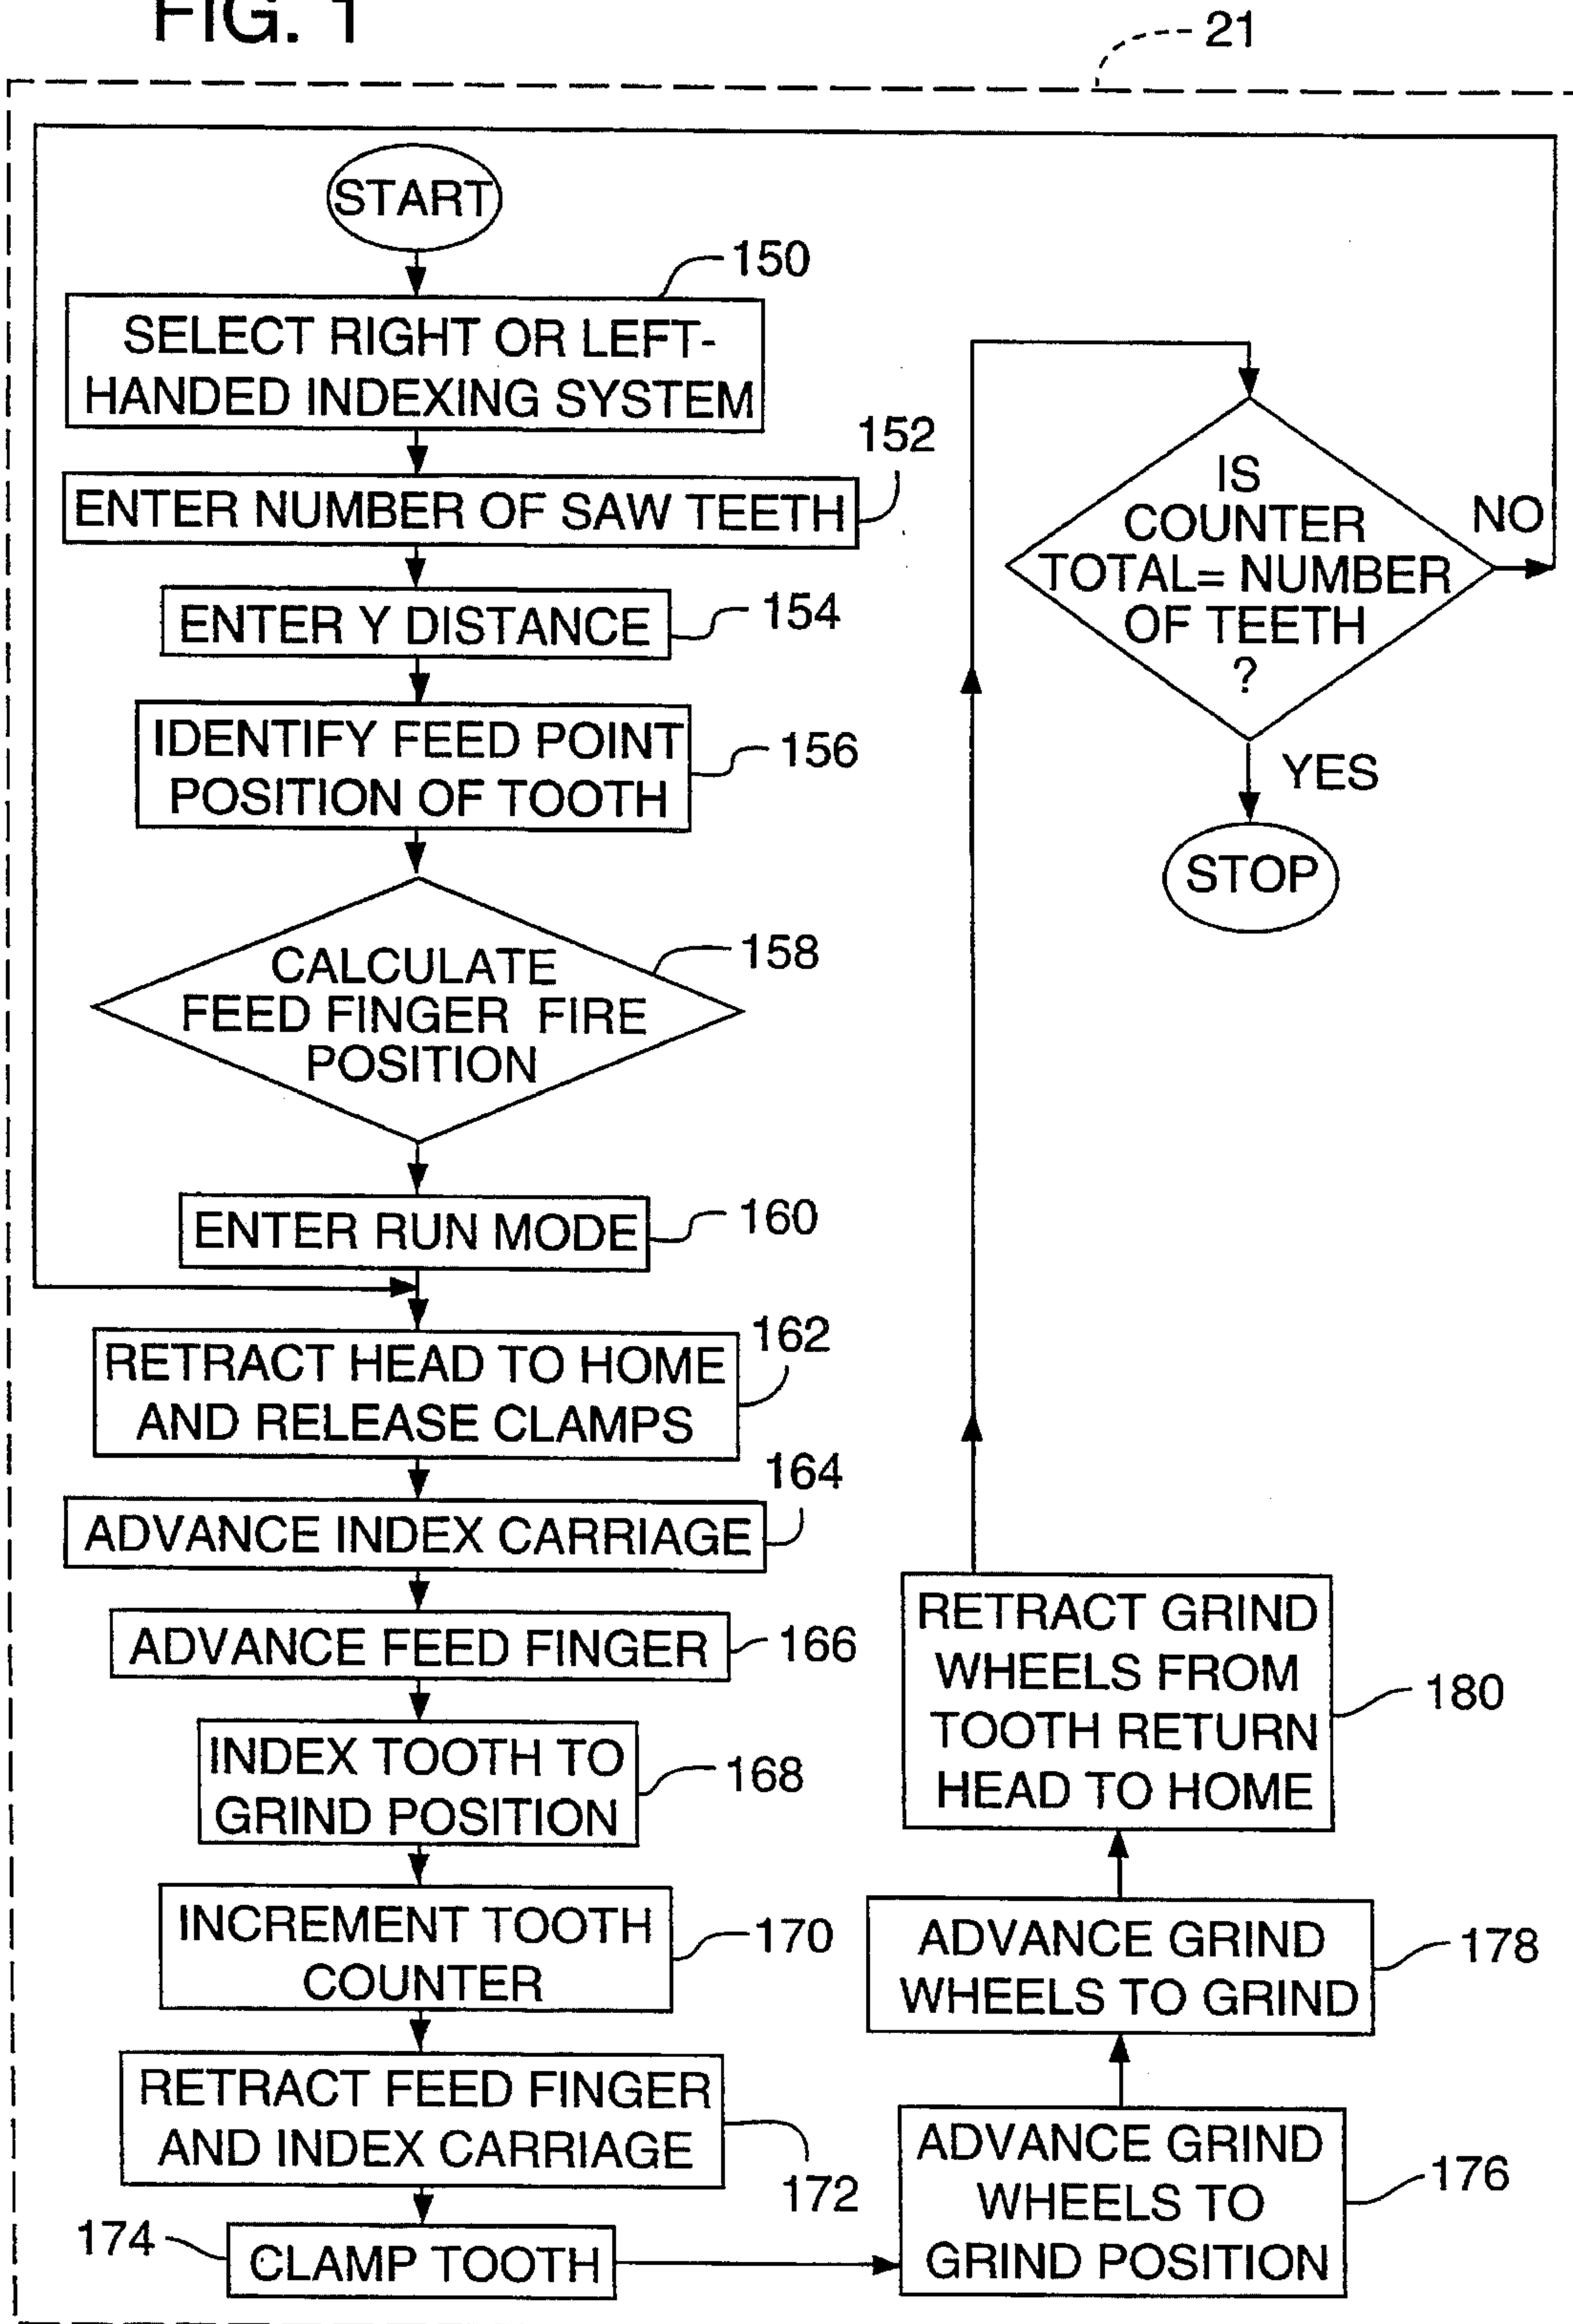 FIG. 1
21
START
150
SELECT RIGHT OR LEFT-
HANDED INDEXING SYSTEM
152
ENTER NUMBER OF SAW TEETH
ENTER Y DISTANCE
154
IDENTIFY FEED POINT
POSITION OF TOOTH
156
CALCULATE
FEED FINGER FIRE
POSITION
158
ENTER RUN MODE
160
162
RETRACT HEAD TO HOME
AND RELEASE CLAMPS
164
ADVANCE INDEX CARRIAGE
ADVANCE FEED FINGER
166
INDEX TOOTH TO
GRIND POSITION
168
INCREMENT TOOTH
COUNTER
170
RETRACT FEED FINGER
AND INDEX CARRIAGE
172
174
CLAMP TOOTH
ADVANCE GRIND
WHEELS TO
GRIND POSITION
176
ADVANCE GRIND
WHEELS TO GRIND
178
RETRACT GRIND
WHEELS FROM
TOOTH RETURN
HEAD TO HOME
180
IS
COUNTER
TOTAL= NUMBER
OF TEETH
?
NO
YES
STOP